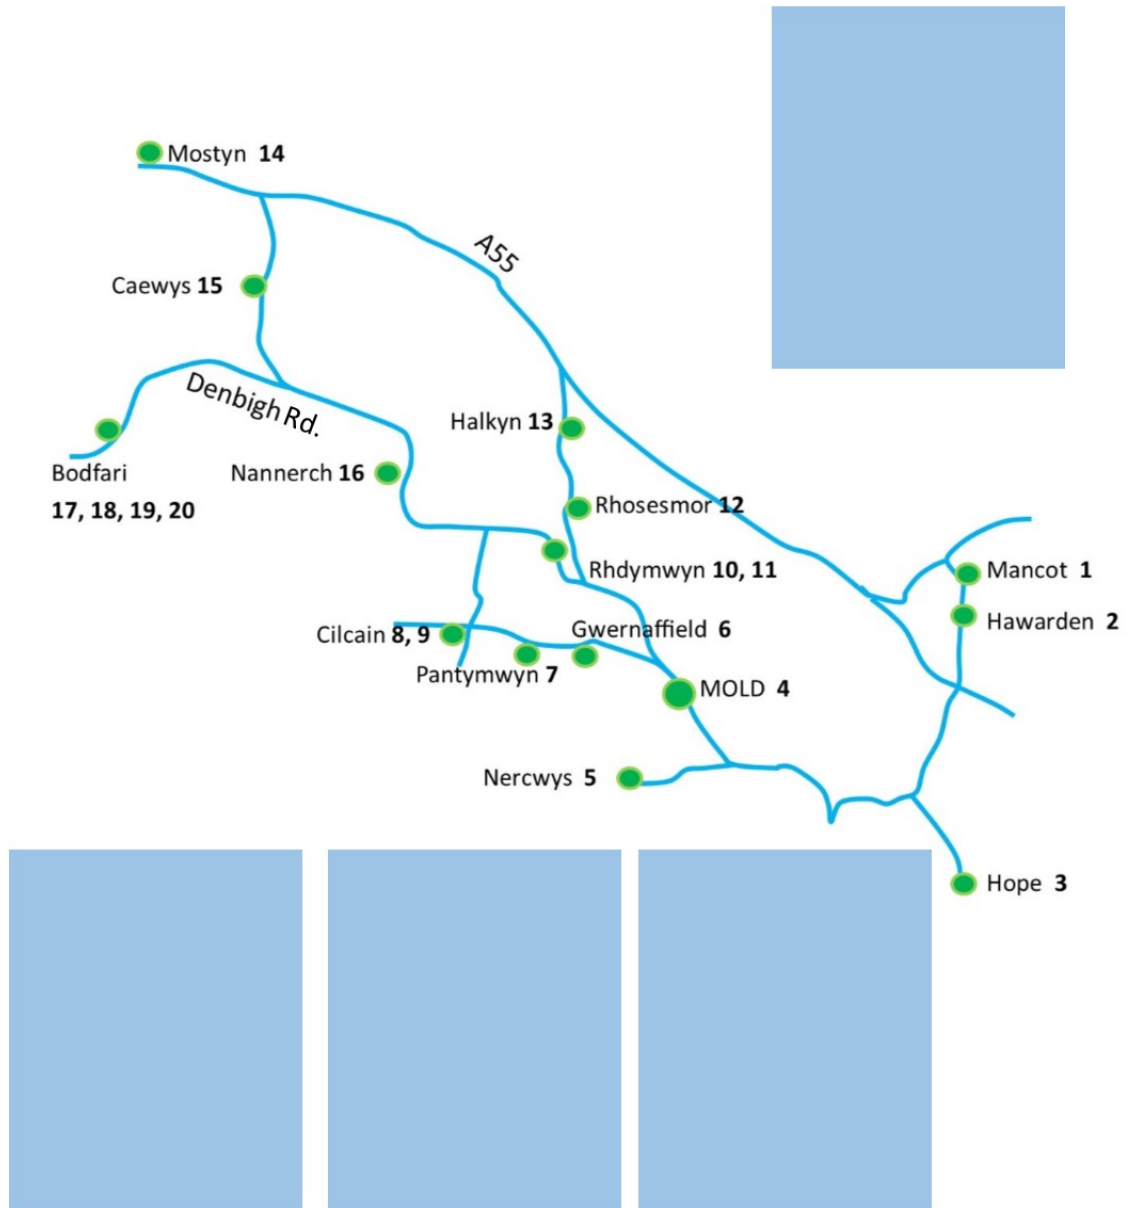 Mostyn 14
A55
Caewys 15
Denbigh Rd.
Halkyn 13
Bodfari
17, 18, 19, 20
Nannerch 16
Rhosesmor 12
Rhdymwyn 10, 11
Mancot 1
Hawarden 2
Cilcain 8, 9
Gwernaffield 6
Pantymwyn 7
MOLD 4
Nercwys 5
Hope 3